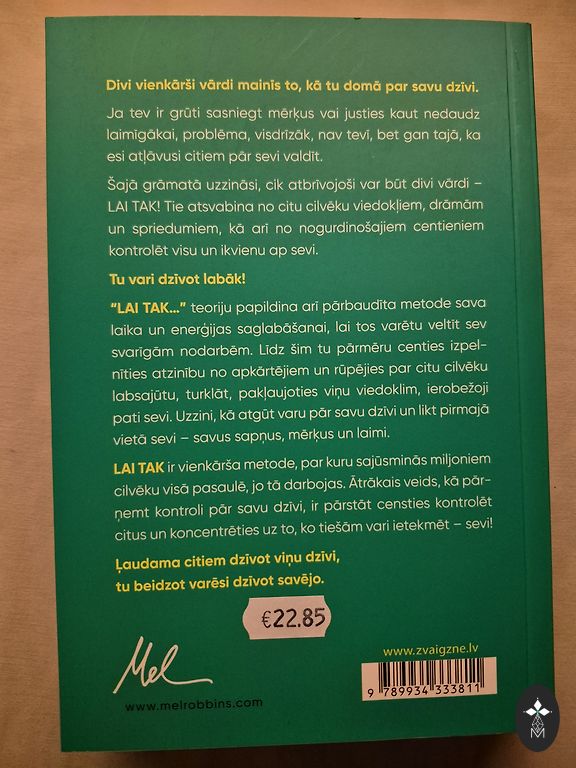 Divi vienkārši vārdi mainīs to, kā tu domā par savu dzīvi.
Ja tev ir grūti sasniegt mērķus vai justies kaut nedaudz
laimīgākai, problēma, visdrīzāk, nav tevī, bet gan tajā, ka
esi atļāvusi citiem pār sevi valdīt.
Šajā grāmatā uzzināsi, cik atbrīvojoši var būt divi vārdi –
LAI TAK! Tie atsvabina no citu cilvēku viedokļiem, drāmām
un spriedumiem, kā arī no nogurdinošajiem centieniem
kontrolēt visu un ikvienu ap sevi.
Tu vari dzīvot labāk!
“LAI TAK...” teoriju papildina arī pārbaudīta metode sava
laika un enerģijas saglabāšanai, lai tos varētu veltīt sev
svarīgām nodarbēm. Līdz šim tu pārmēru centies izpel-
nīties atzinību no apkārtējiem un rūpējies par citu cilvēku
labsajūtu, turklāt, pakļaujoties viņu viedoklim, ierobežoji
pati sevi. Uzzini, kā atgūt varu pār savu dzīvi un likt pirmajā
vietā sevi – savus sapņus, mērķus un laimi.
LAI TAK ir vienkārša metode, par kuru sajūsminās miljoniem
cilvēku visā pasaulē, jo tā darbojas. Ātrākais veids, kā pār-
ņemt kontroli pār savu dzīvi, ir pārstāt censties kontrolēt
citus un koncentrēties uz to, ko tiešām vari ietekmēt – sevi!
Ļaudama citiem dzīvot viņu dzīvi,
tu beidzot varēsi dzīvot savējo.
€22.85
Mel
www.melrobbins.com
www.zvaigzne.lv
9 789934 333811
M